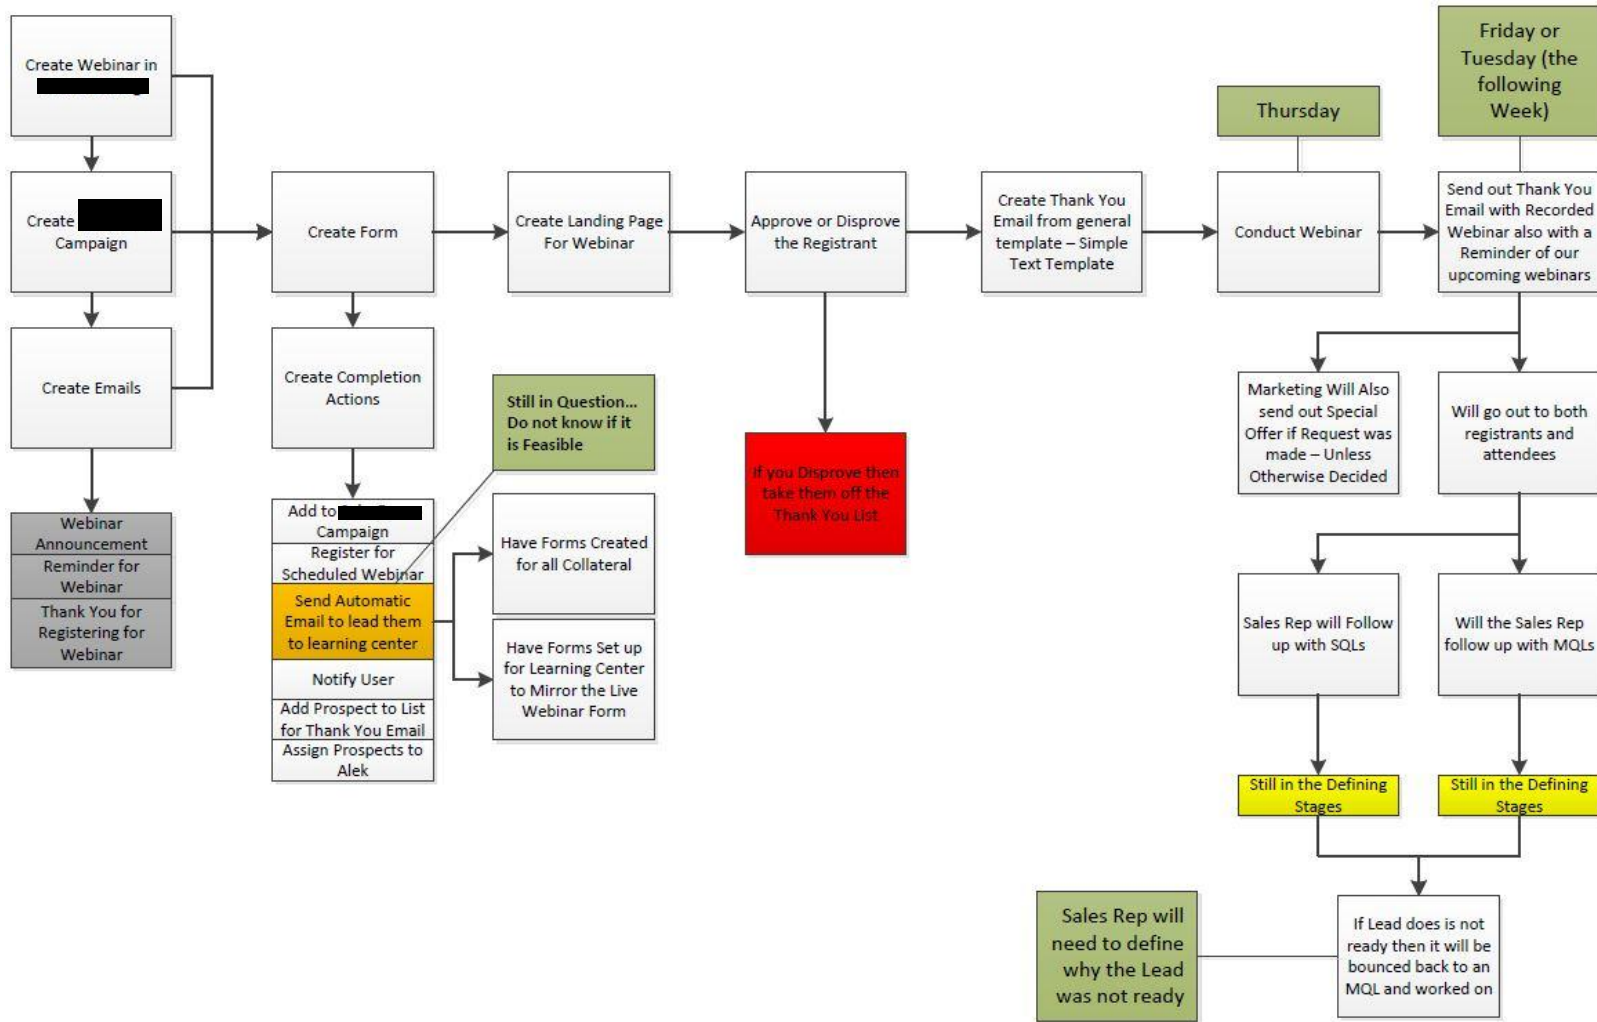 Create Webinar in
Create
Campaign
Create Emails
Webinar
Announcement
Reminder for
Webinar
Thank You for
Registering for
Webinar
Create Form
Create Completion
Actions
Add to
Campaign
Register for
Scheduled Webinar
Send Automatic
Email to lead them
to learning center
Notify User
Add Prospect to List
for Thank You Email
Assign Prospects to
Alek
Still in Question...
Do not know if it
is Feasible
Have Forms Created
for all Collateral
Have Forms Set up
for Learning Center
to Mirror the Live
Webinar Form
Create Landing Page
For Webinar
Approve or Disprove
the Registrant
If you Disprove then
take them off the
Thank You List
Create Thank You
Email from general
template – Simple
Text Template
Thursday
Conduct Webinar
Friday or
Tuesday (the
following
Week)
Send out Thank You
Email with Recorded
Webinar also with a
Reminder of our
upcoming webinars
Marketing Will Also
send out Special
Offer if Request was
made – Unless
Otherwise Decided
Will go out to both
registrants and
attendees
Sales Rep will Follow
up with SQLs
Will the Sales Rep
follow up with MQLs
Still in the Defining
Stages
Still in the Defining
Stages
Sales Rep will
need to define
why the Lead
was not ready
If Lead does is not
ready then it will be
bounced back to an
MQL and worked on